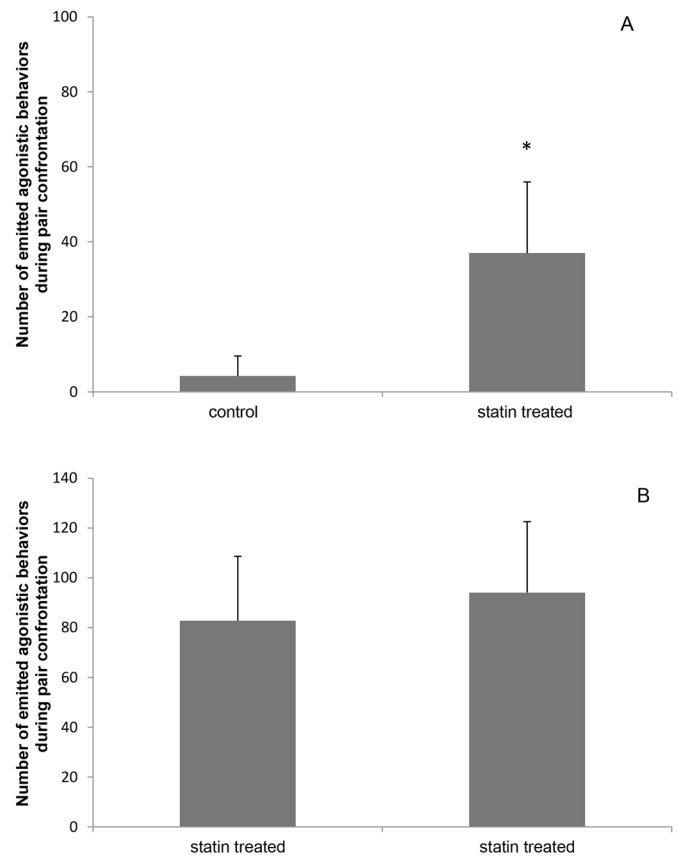 A
Number of emitted agonistic behaviors
during pair confrontation
100
80
60
40
20
0
*
control
statin treated
B
Number of emitted agonistic behaviors
during pair confrontation
140
120
100
80
60
40
20
0
statin treated
statin treated